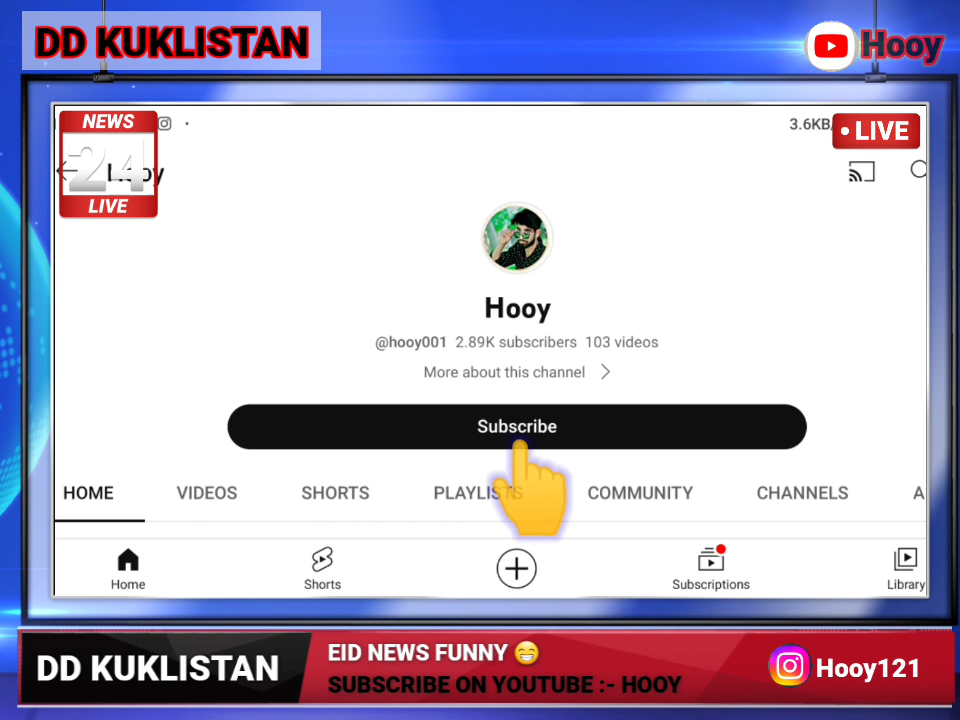 DD KUKLISTAN
Hooy
NEWS
24
LIVE
3.6KB/
• LIVE
Hooy
Hooy
@hooy001 2.89K subscribers 103 videos
More about this channel
Subscribe
HOME VIDEOS SHORTS PLAYLISTS COMMUNITY CHANNELS A
Home Shorts Subscriptions Library
DD KUKLISTAN
EID NEWS FUNNY 😁
SUBSCRIBE ON YOUTUBE :- HOOY
Hooy121